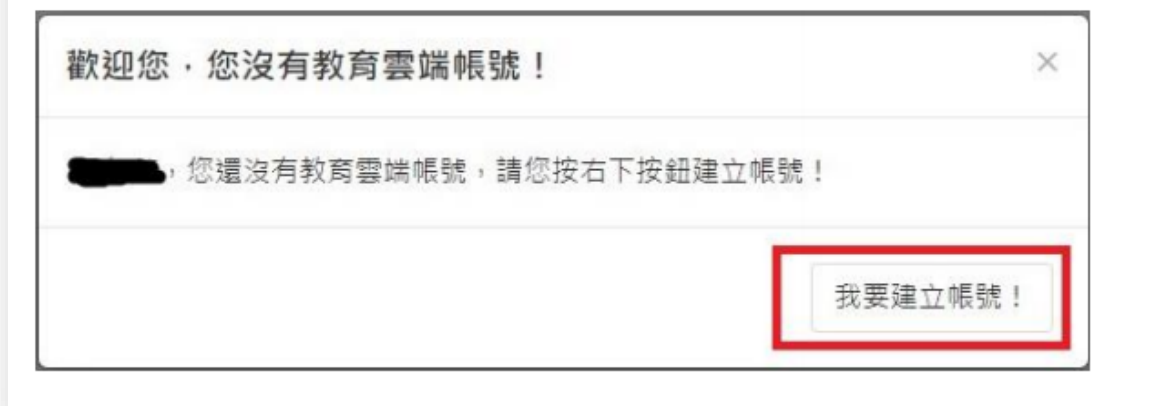 歡迎您，您沒有教育雲端帳號！
×
，您還沒有教育雲端帳號，請您按右下按鈕建立帳號！
我要建立帳號！